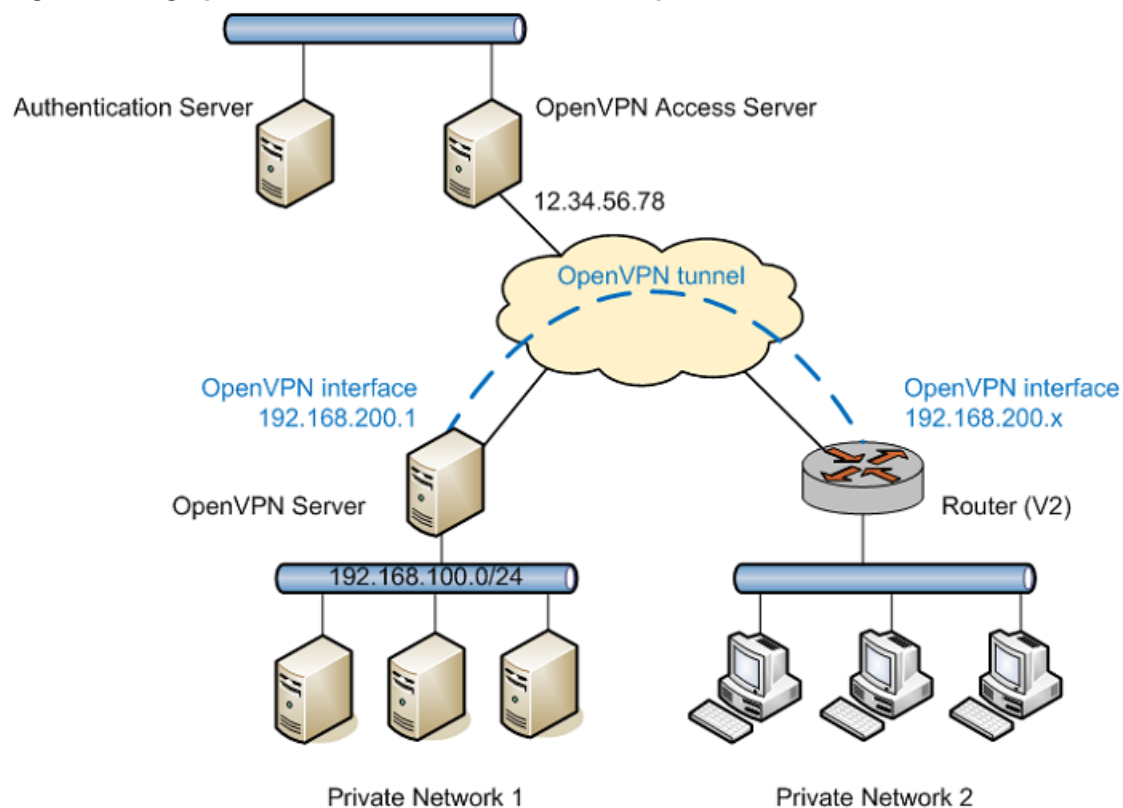 Authentication Server
OpenVPN Access Server
12.34.56.78
OpenVPN tunnel
OpenVPN interface
192.168.200.1
OpenVPN interface
192.168.200.x
OpenVPN Server
Router (V2)
192.168.100.0/24
Private Network 1
Private Network 2